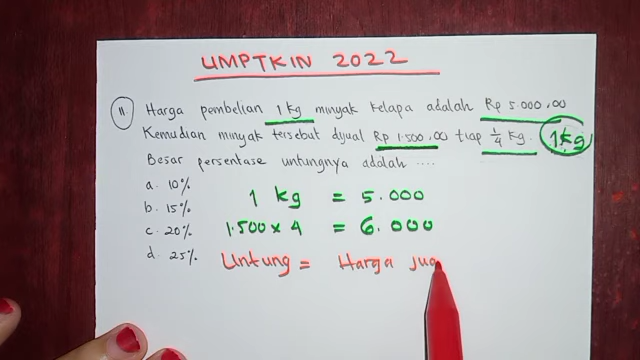 UMPTKIN 2022
11. Harga pembelian 1 kg minyak kelapa adalah Rp 5.000,00
Kemudian minyak tersebut dijual Rp 1.500,00 tiap 1/4 kg. 1 kg
Besar persentase untungnya adalah ....
a. 10%
1 kg = 5.000
b. 15%
1.500 x 4 = 6.000
c. 20%
d. 25%
Untung = Harga jua